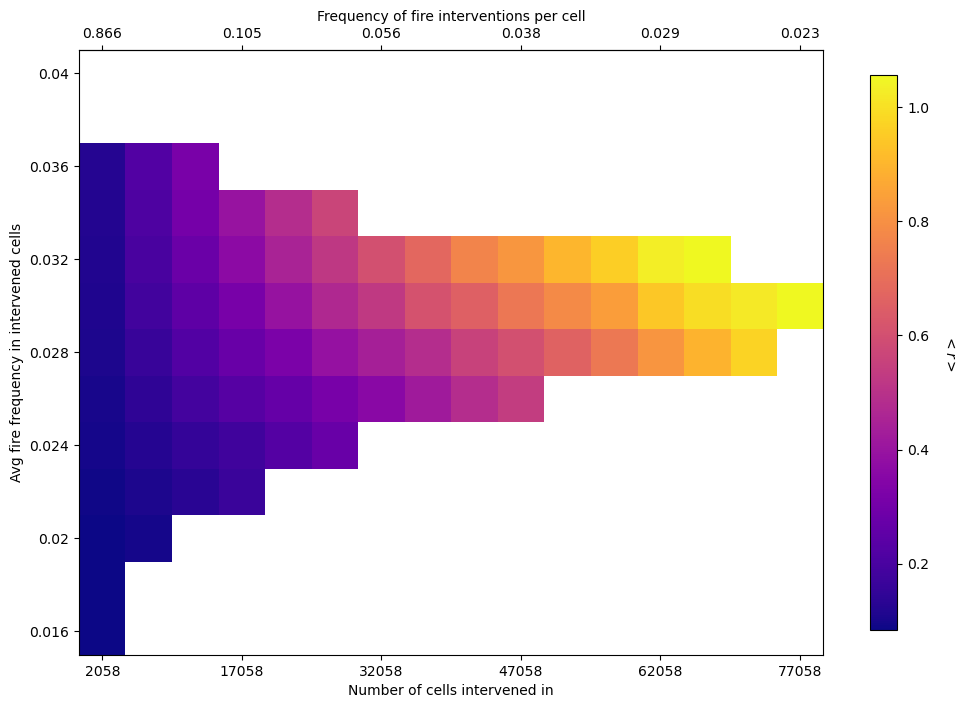 Frequency of fire interventions per cell
0.866 0.105 0.056 0.038 0.029 0.023
Avg fire frequency in intervened cells
0.04
0.036
0.032
0.028
0.024
0.02
0.016
2058 17058 32058 47058 62058 77058
Number of cells intervened in
1.0
0.8
0.6
0.4
0.2
< r >